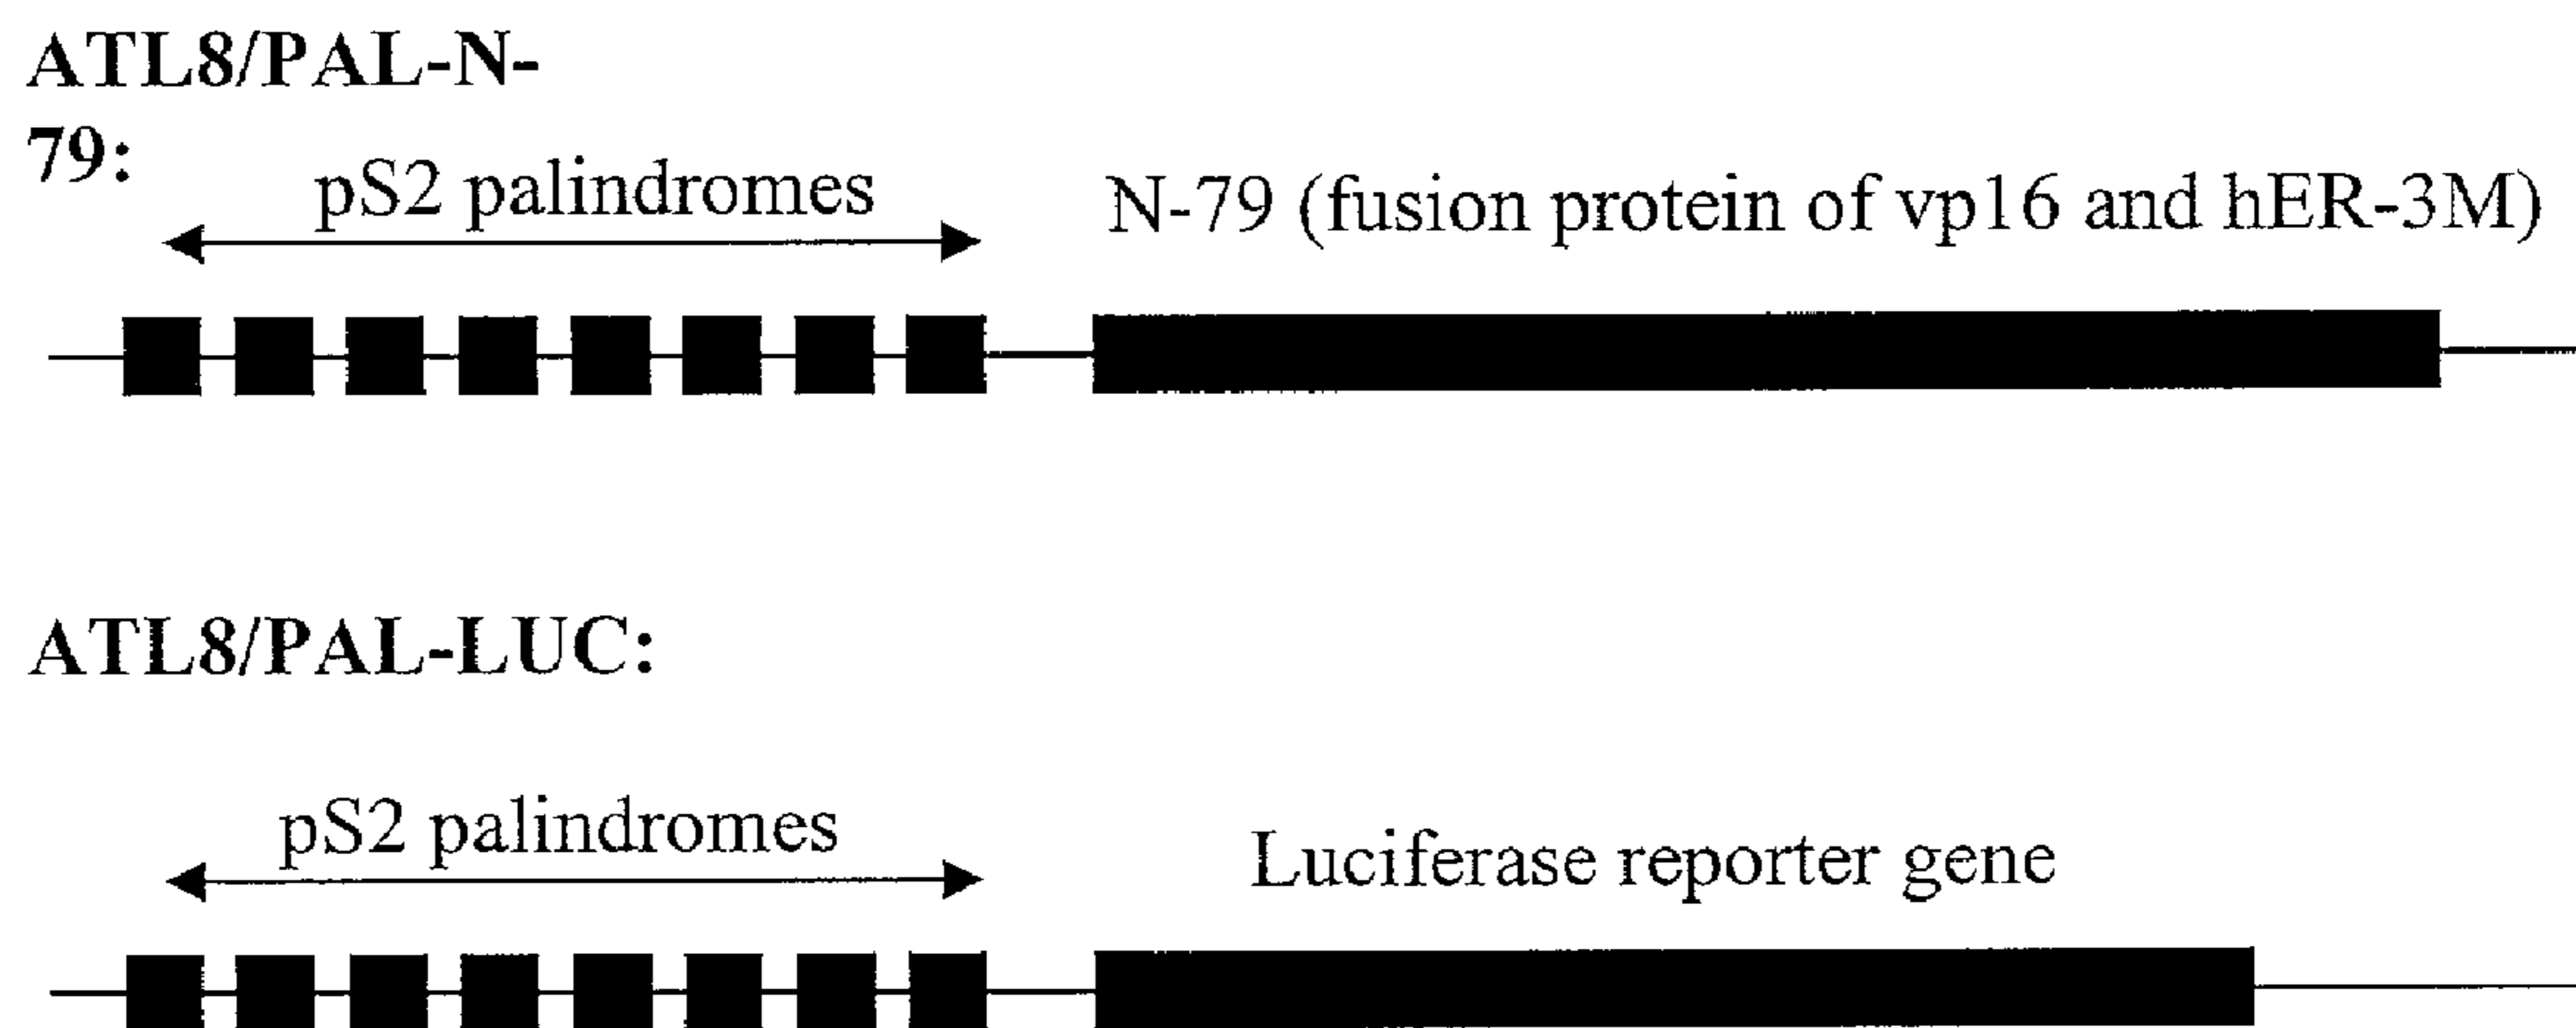 ATL8/PAL-N-
79:
pS2 palindromes
N-79 (fusion protein of vp16 and hER-3M)
ATL8/PAL-LUC:
pS2 palindromes
Luciferase reporter gene